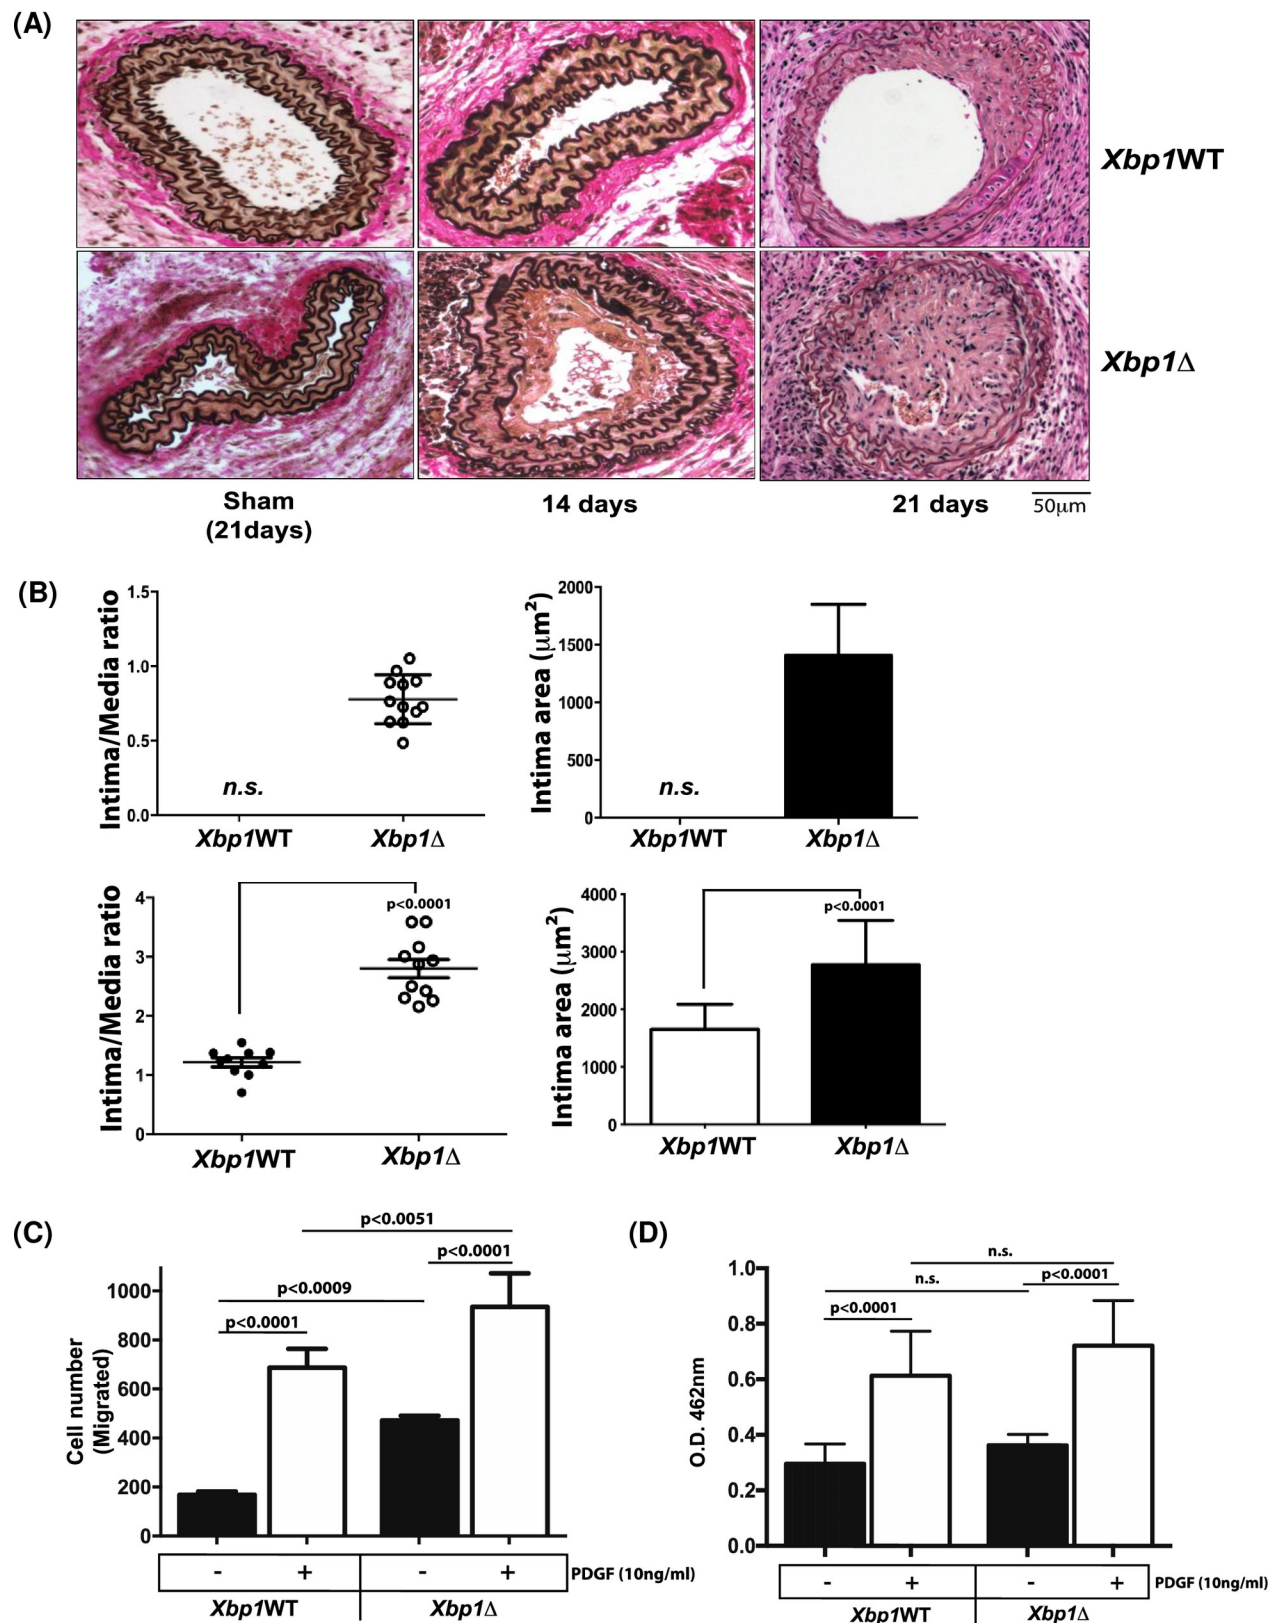 (A)
Xbp1WT
Xbp1Δ
Sham
(21days)
14 days
21 days
50μm
(B)
Intima/Media ratio
1.5
1.0
0.5
0.0
n.s.
Xbp1WT
Xbp1Δ
Intima area (μm²)
2000
1500
1000
500
0
n.s.
Xbp1WT
Xbp1Δ
Intima/Media ratio
4
3
2
1
0
p<0.0001
Xbp1WT
Xbp1Δ
Intima area (μm²)
4000
3000
2000
1000
0
p<0.0001
Xbp1WT
Xbp1Δ
(C)
Cell number
(Migrated)
1000
800
600
400
200
0
p<0.0051
p<0.0001
p<0.0009
p<0.0001
- + - + PDGF (10ng/ml)
Xbp1WT Xbp1Δ
(D)
O.D. 462nm
1.0
0.8
0.6
0.4
0.2
0.0
n.s.
n.s.
p<0.0001
p<0.0001
- + - + PDGF (10ng/ml)
Xbp1WT Xbp1Δ